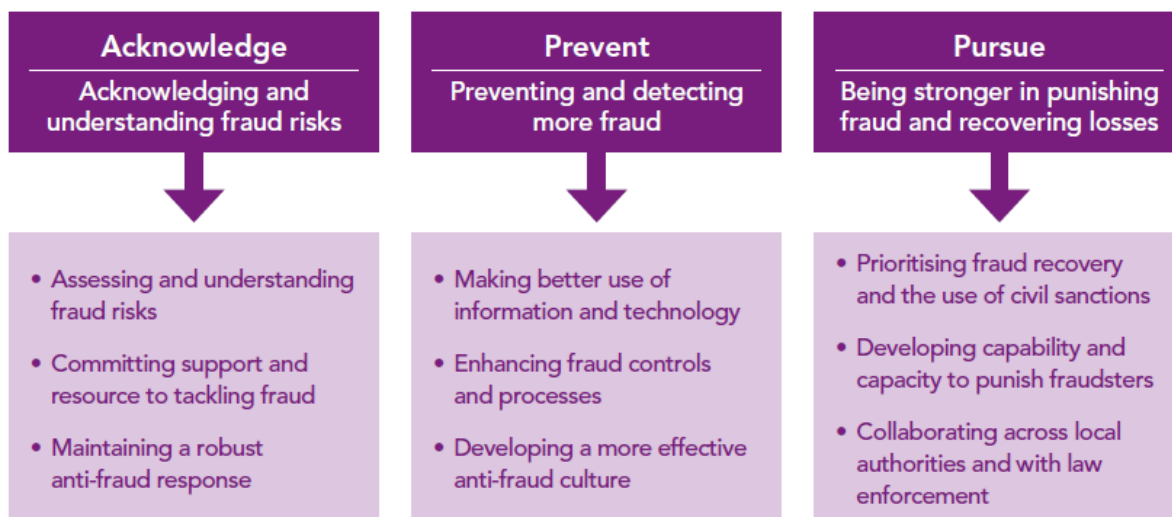 Acknowledge
Acknowledging and
understanding fraud risks
• Assessing and understanding
fraud risks
• Committing support and
resource to tackling fraud
• Maintaining a robust
anti-fraud response
Prevent
Preventing and detecting
more fraud
• Making better use of
information and technology
• Enhancing fraud controls
and processes
• Developing a more effective
anti-fraud culture
Pursue
Being stronger in punishing
fraud and recovering losses
• Prioritising fraud recovery
and the use of civil sanctions
• Developing capability and
capacity to punish fraudsters
• Collaborating across local
authorities and with law
enforcement